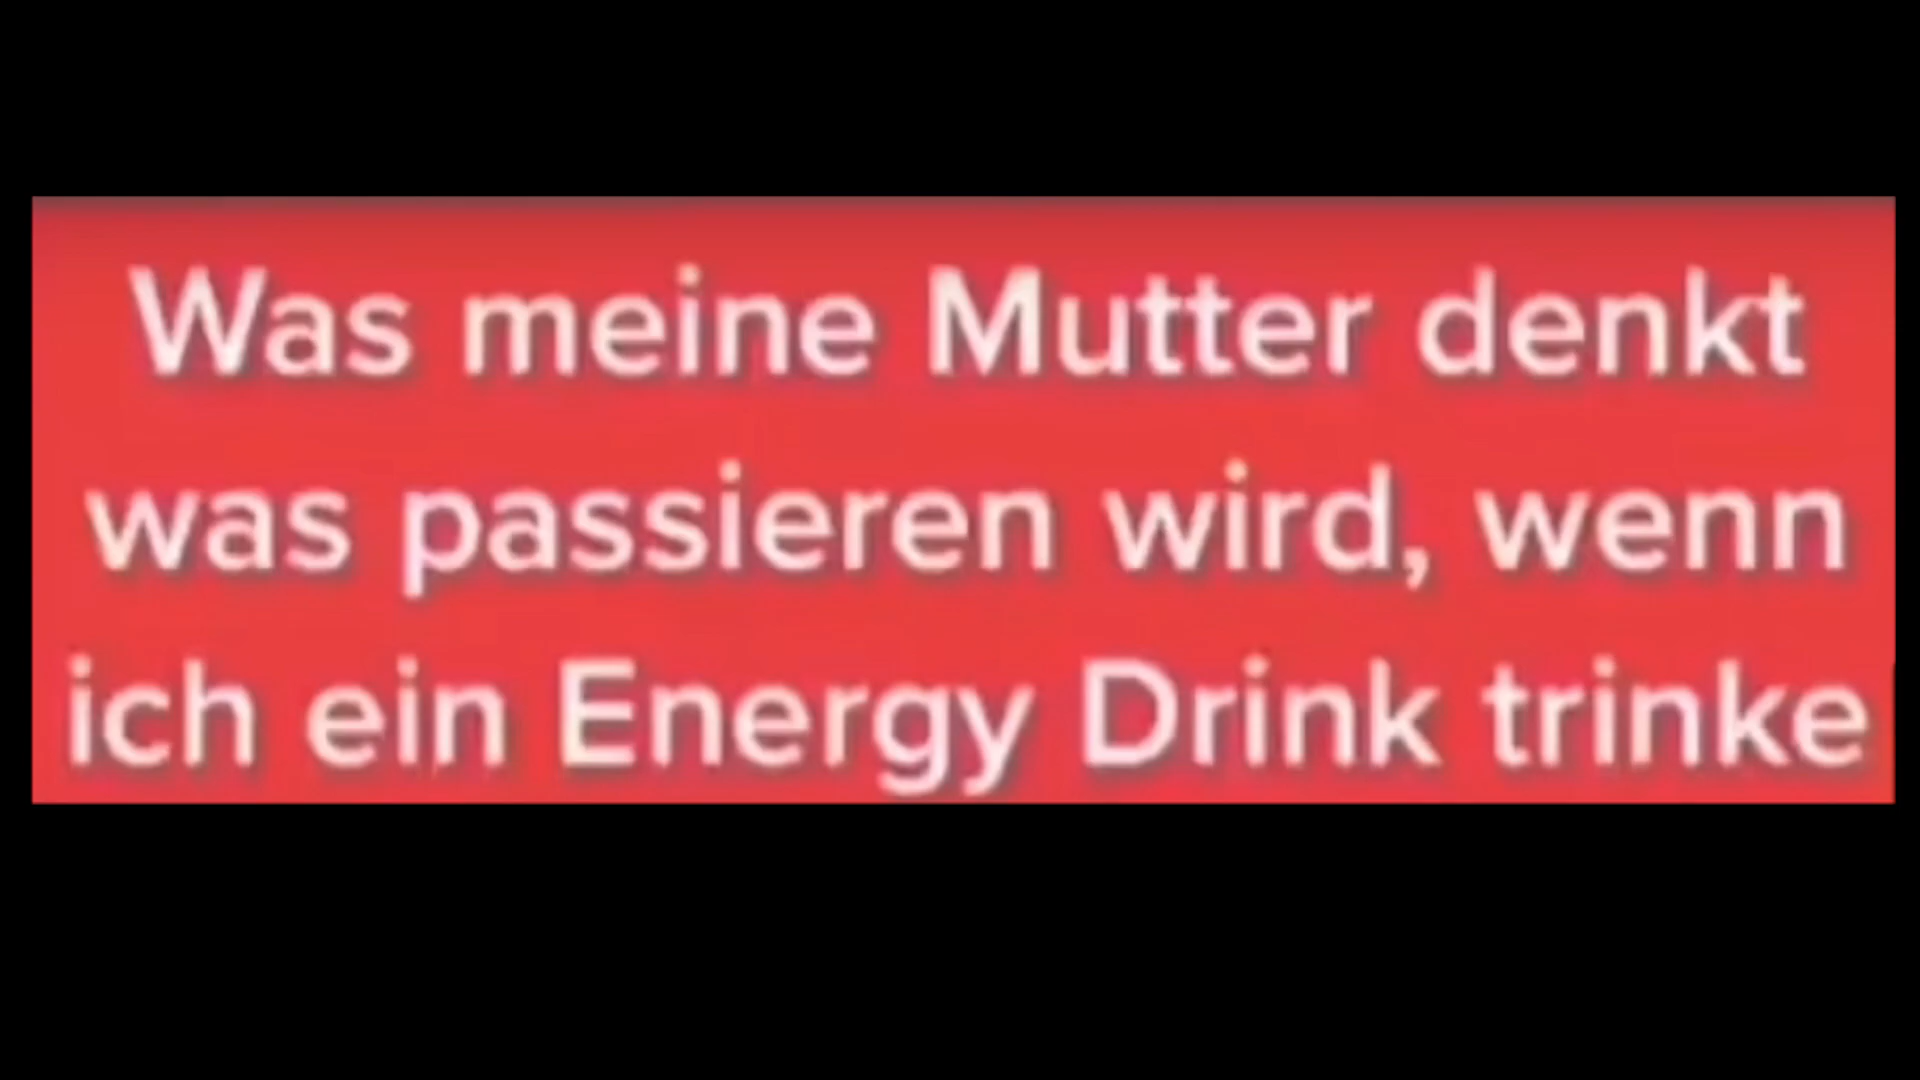 Was meine Mutter denkt
was passieren wird, wenn
ich ein Energy Drink trinke